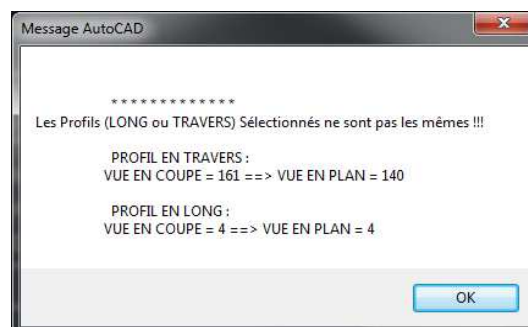 Message AutoCAD
* * * * * * * * * * * * *
Les Profils (LONG ou TRAVERS) Sélectionnés ne sont pas les mêmes !!!
PROFIL EN TRAVERS :
VUE EN COUPE = 161 ==> VUE EN PLAN = 140
PROFIL EN LONG :
VUE EN COUPE = 4 ==> VUE EN PLAN = 4
OK